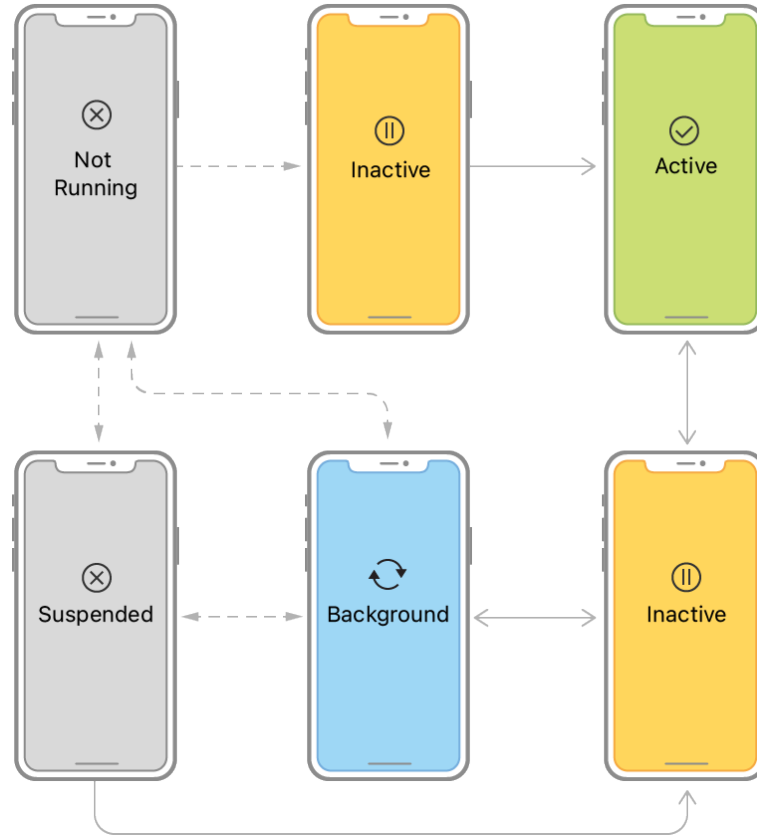 Not
Running
Inactive
Active
Suspended
Background
Inactive